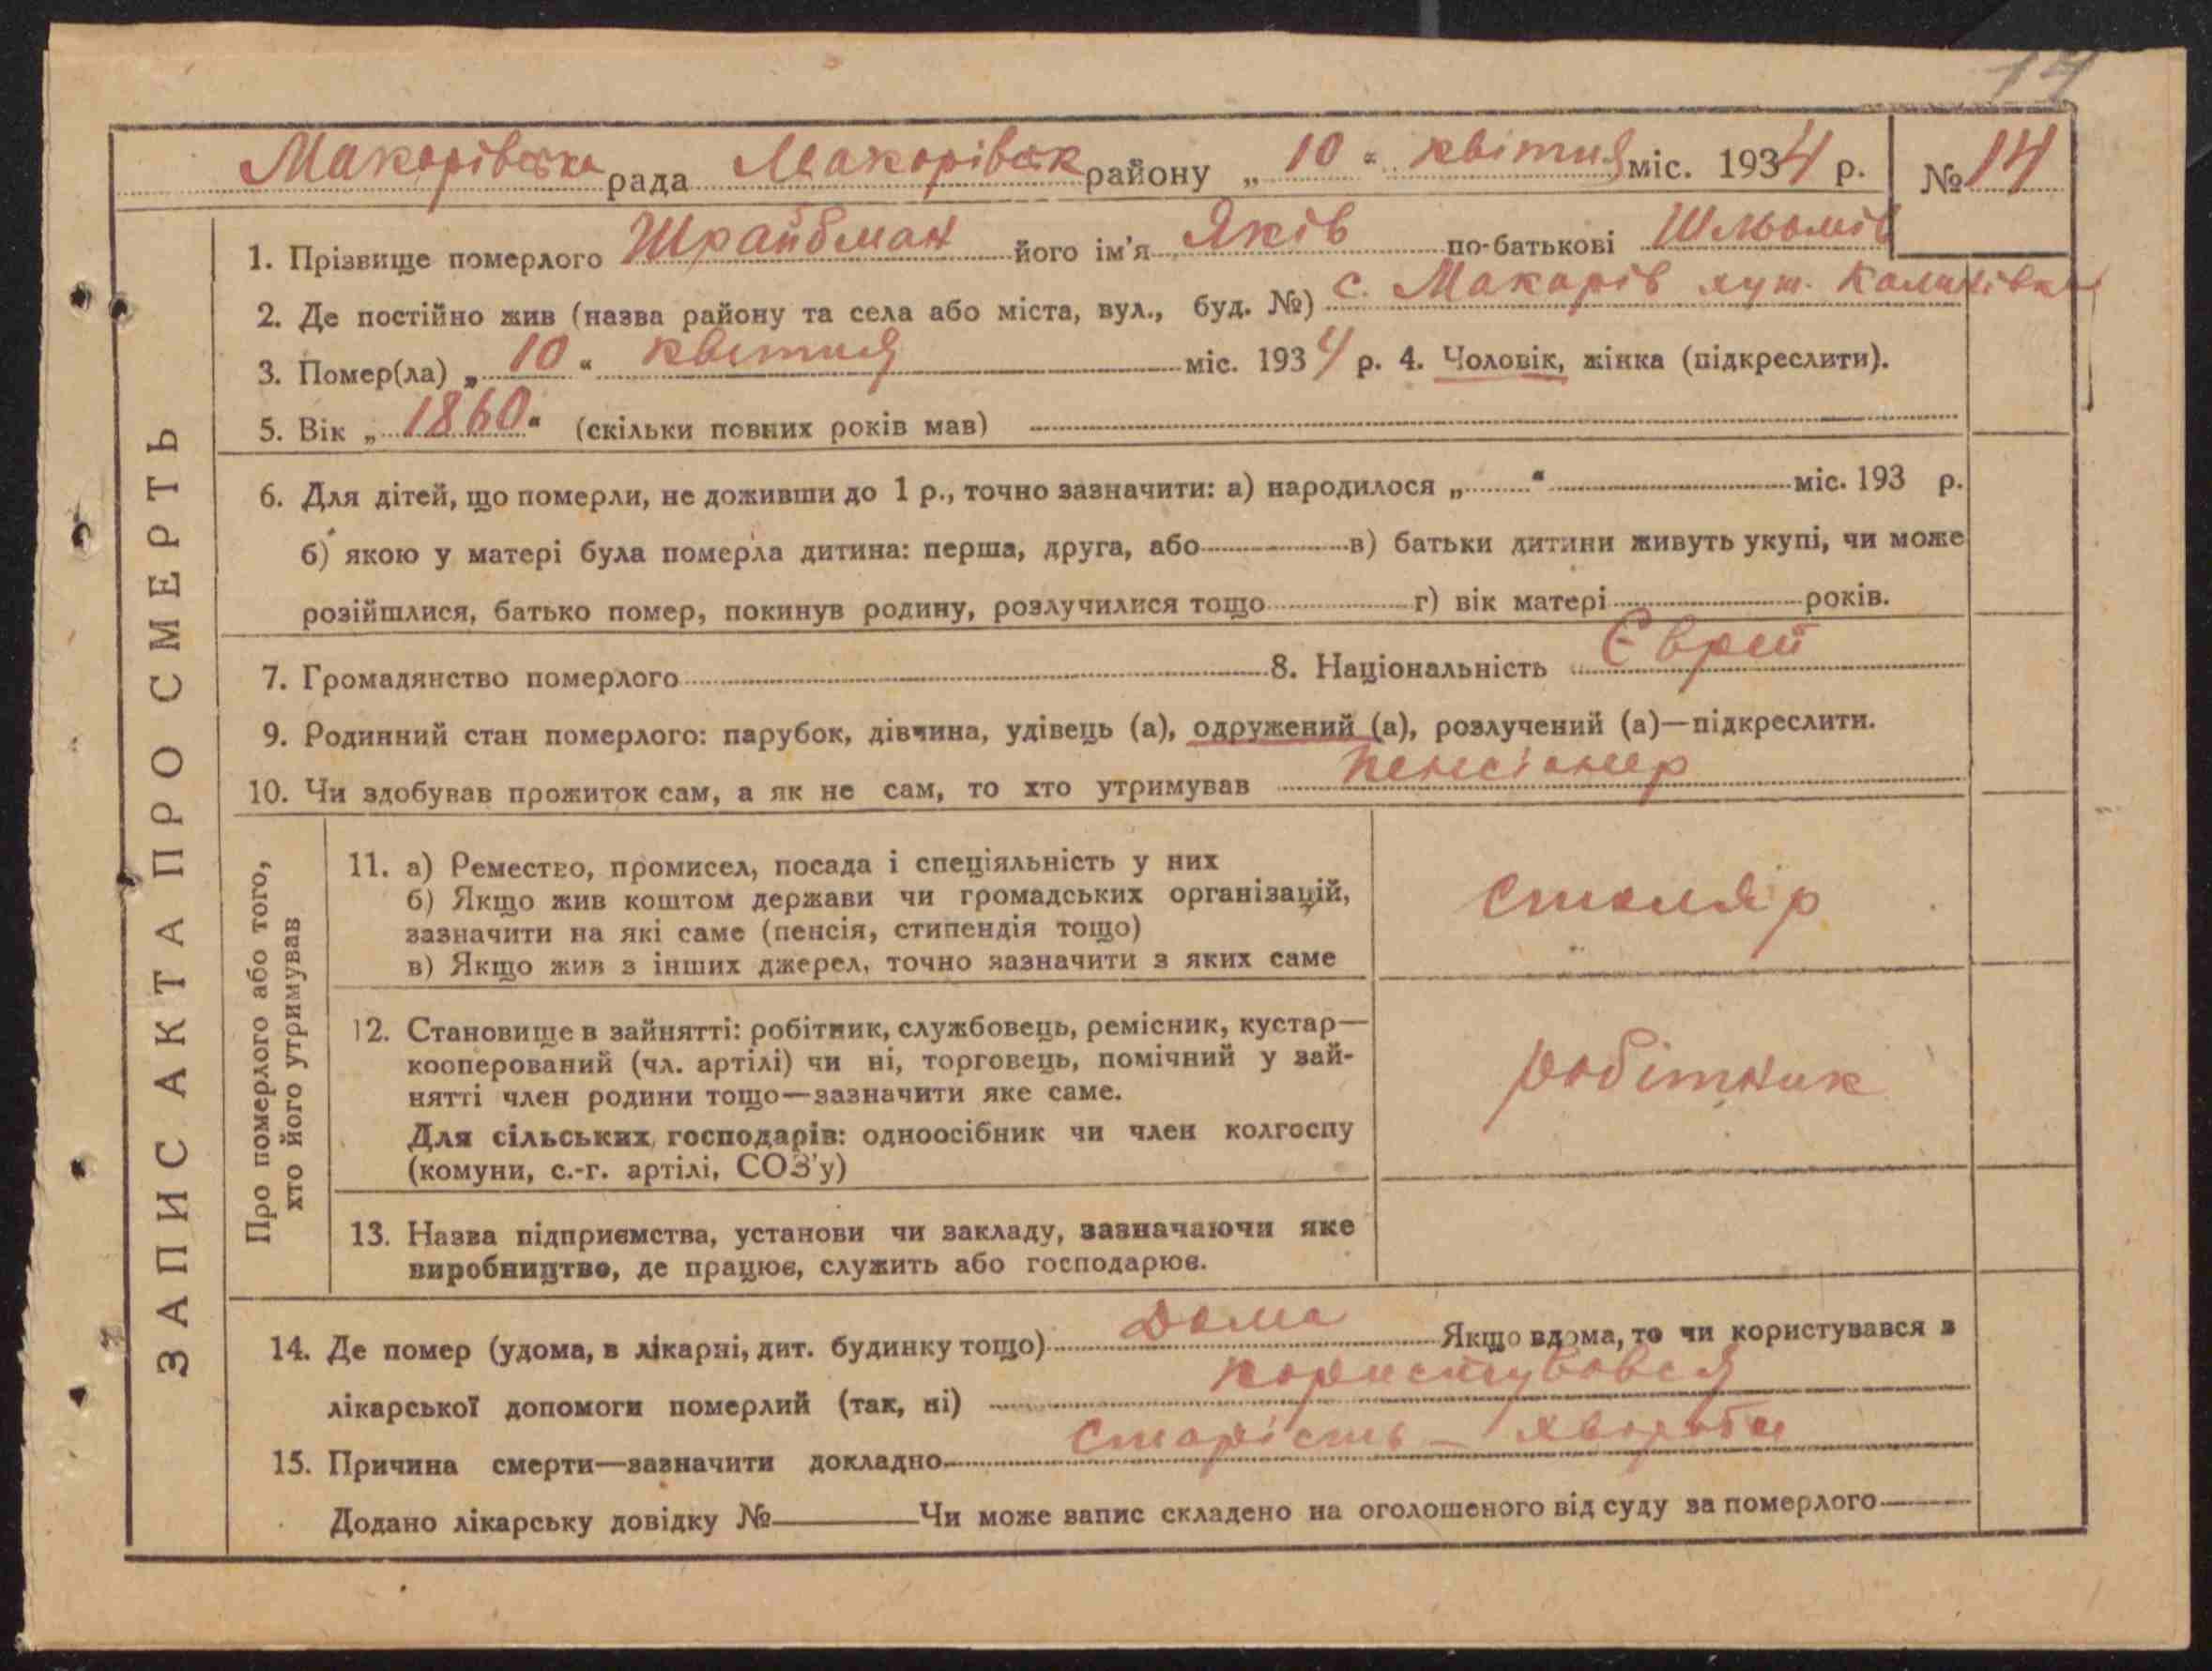 14
Макорівська рада Макорівськ району „10“ квітня міс. 1934 р. № 14
1. Прізвище померлого Шрайбман його ім'я Яків по-батькові Шльомів
2. Де постійно жив (назва району та села або міста, вул., буд. №) с. Макарів хут. Калинівка
3. Помер(ла) „10“ квітня міс. 1934 р. 4. Чоловік, жінка (підкреслити).
5. Вік „1860“ (скільки повних років мав)
6. Для дітей, що померли, не доживши до 1 р., точно зазначити: а) народилося „ “ міс. 193 р.
б) якою у матері була померла дитина: перша, друга, або в) батьки дитини живуть укупі, чи може
розійшлися, батько помер, покинув родину, розлучилися тощо г) вік матері років.
7. Громадянство померлого 8. Національність Єврей
9. Родинний стан померлого: парубок, дівчина, удівець (а), одружений (а), розлучений (а)—підкреслити.
10. Чи здобував прожиток сам, а як не сам, то хто утримував пенсіонер
ЗАПИС АКТА ПРО СМЕРТЬ
Про померлого або того,
хто його утримував
11. а) Ремество, промисел, посада і спеціяльність у них
б) Якщо жив коштом держави чи громадських організацій,
зазначити на які саме (пенсія, стипендія тощо)
в) Якщо жив з інших джерел, точно зазначити з яких саме
столяр
12. Становище в зайнятті: робітник, службовець, ремісник, кустар—
кооперований (чл. артілі) чи ні, торговець, помічний у зай-
нятті член родини тощо—зазначити яке саме.
Для сільських господарів: одноосібник чи член колгоспу
(комуни, с.-г. артілі, СОЗ'у)
робітник
13. Назва підприємства, установи чи закладу, зазначаючи яке
виробництво, де працює, служить або господарює.
14. Де помер (удома, в лікарні, дит. будинку тощо) Дома Якщо вдома, то чи користувався з
лікарської допомоги померлий (так, ні) користувався
15. Причина смерти—зазначити докладно старість – хвороба
Додано лікарську довідку № Чи може запис складено на оголошеного від суду за померлого